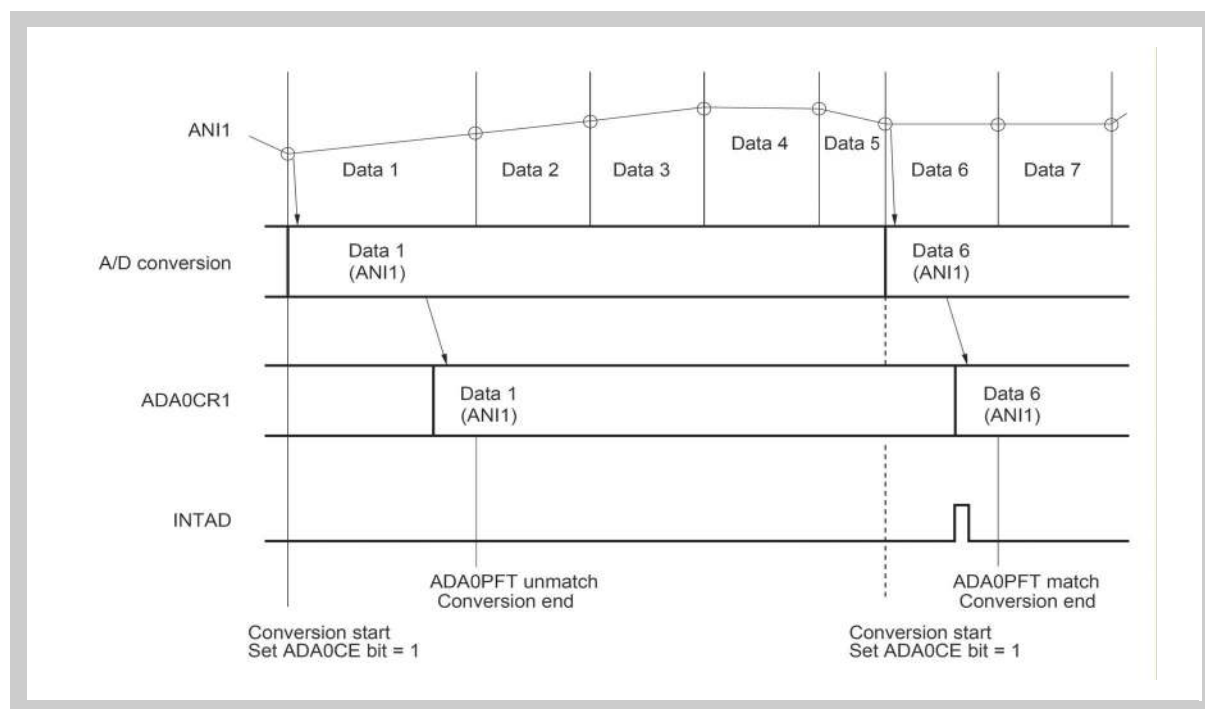 ANI1
Data 1
Data 2
Data 3
Data 4
Data 5
Data 6
Data 7
A/D conversion
Data 1
(ANI1)
Data 6
(ANI1)
ADA0CR1
Data 1
(ANI1)
Data 6
(ANI1)
INTAD
ADA0PFT unmatch
Conversion end
ADA0PFT match
Conversion end
Conversion start
Set ADA0CE bit = 1
Conversion start
Set ADA0CE bit = 1